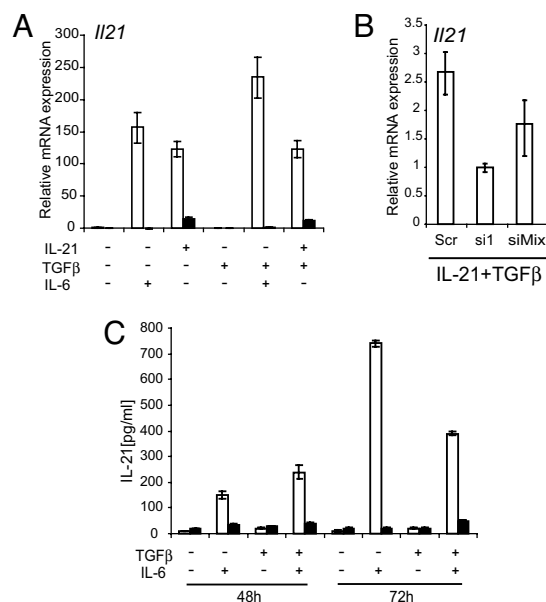 A
Il21
Relative mRNA expression
300
250
200
150
100
50
0
IL-21 - - + - - +
TGFβ - - - + + +
IL-6 - + - - + -
B
Il21
Relative mRNA expression
3
2.5
2
1.5
1
0.5
0
Scr si1 siMix
IL-21+TGFβ
C
IL-21[pg/ml]
800
700
600
500
400
300
200
100
0
TGFβ - - + + - - + +
IL-6 - + - + - + - +
48h 72h